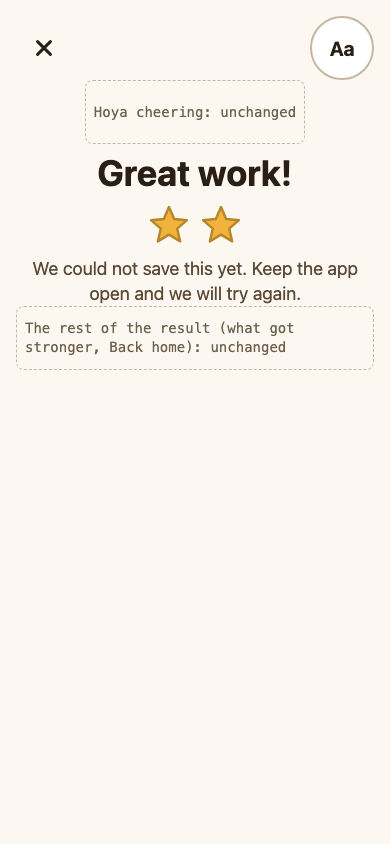 Aa
Hoya cheering: unchanged
Great work!
We could not save this yet. Keep the app
open and we will try again.
The rest of the result (what got
stronger, Back home): unchanged